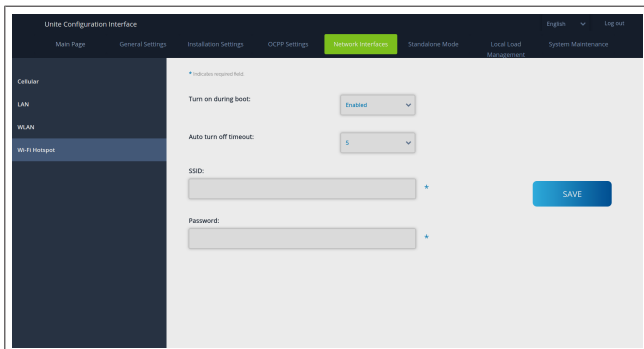 Unite Configuration Interface
English
Log out
Main Page
General Settings
Installation Settings
OCPP Settings
Network Interfaces
Standalone Mode
Local Load
Management
System Maintenance
Cellular
LAN
WLAN
Wi-Fi Hotspot
* Indicates required field.
Turn on during boot:
Enabled
Auto turn off timeout:
5
SSID:
*
SAVE
Password:
*